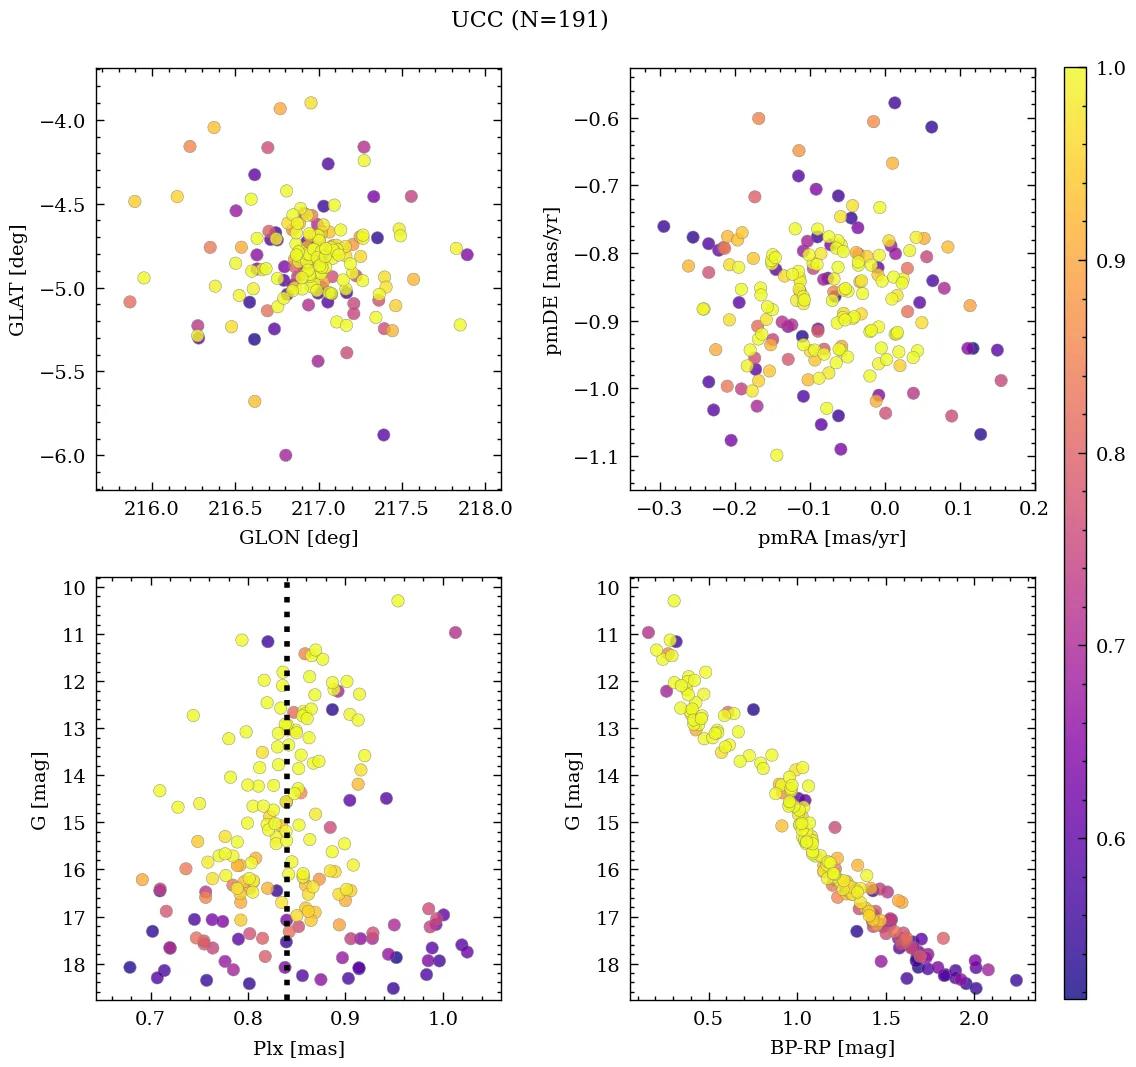 UCC (N=191)
−4.0
−4.5
−5.0
−5.5
−6.0
GLAT [deg]
216.0 216.5 217.0 217.5 218.0
GLON [deg]
−0.6
−0.7
−0.8
−0.9
−1.0
−1.1
pmDE [mas/yr]
−0.3 −0.2 −0.1 0.0 0.1 0.2
pmRA [mas/yr]
10
11
12
13
14
15
16
17
18
G [mag]
0.7 0.8 0.9 1.0
Plx [mas]
10
11
12
13
14
15
16
17
18
G [mag]
0.5 1.0 1.5 2.0
BP-RP [mag]
1.0
0.9
0.8
0.7
0.6